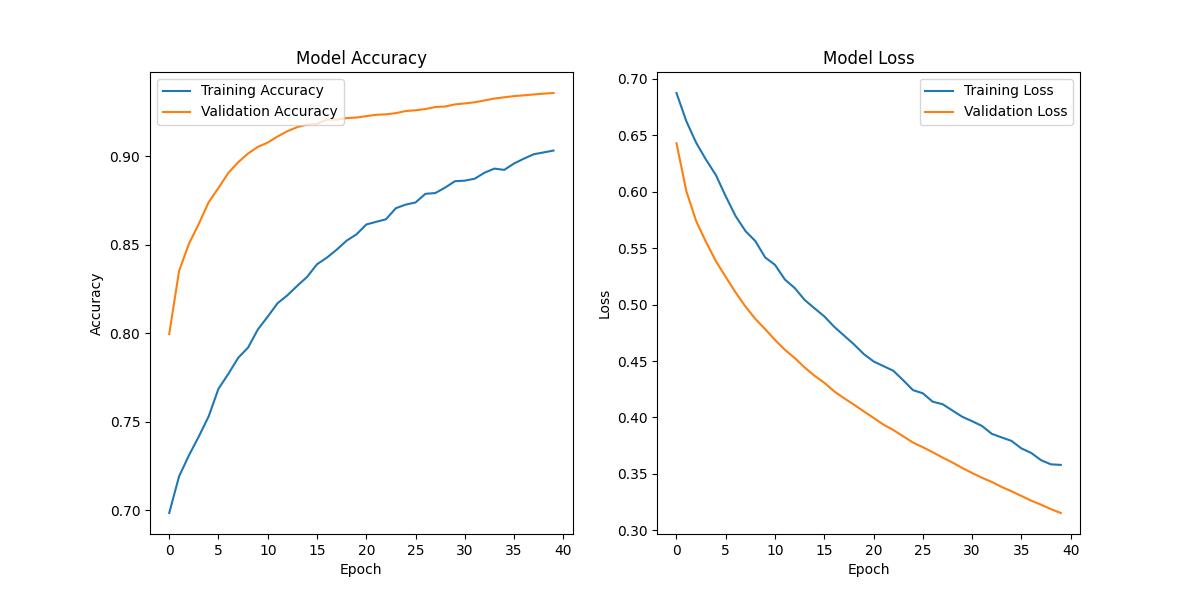 Model Accuracy
Training Accuracy
Validation Accuracy
0.90
0.85
0.80
0.75
0.70
Accuracy
0 5 10 15 20 25 30 35 40
Epoch
Model Loss
Training Loss
Validation Loss
0.70
0.65
0.60
0.55
0.50
0.45
0.40
0.35
0.30
Loss
0 5 10 15 20 25 30 35 40
Epoch